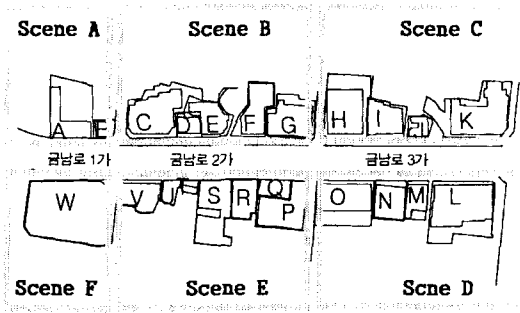 Scene A Scene B Scene C
A E C D E F G H I K
금남로 1가 금남로 2가 금남로 3가
W V U S R Q P O N M L
Scene F Scene E Scne D